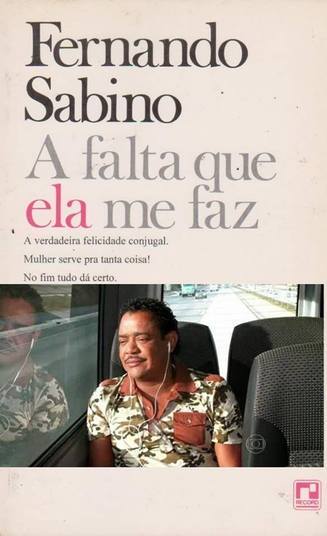 Fernando
Sabino
A falta que
ela me faz
A verdadeira felicidade conjugal.
Mulher serve pra tanta coisa!
No fim tudo dá certo.
RECORD